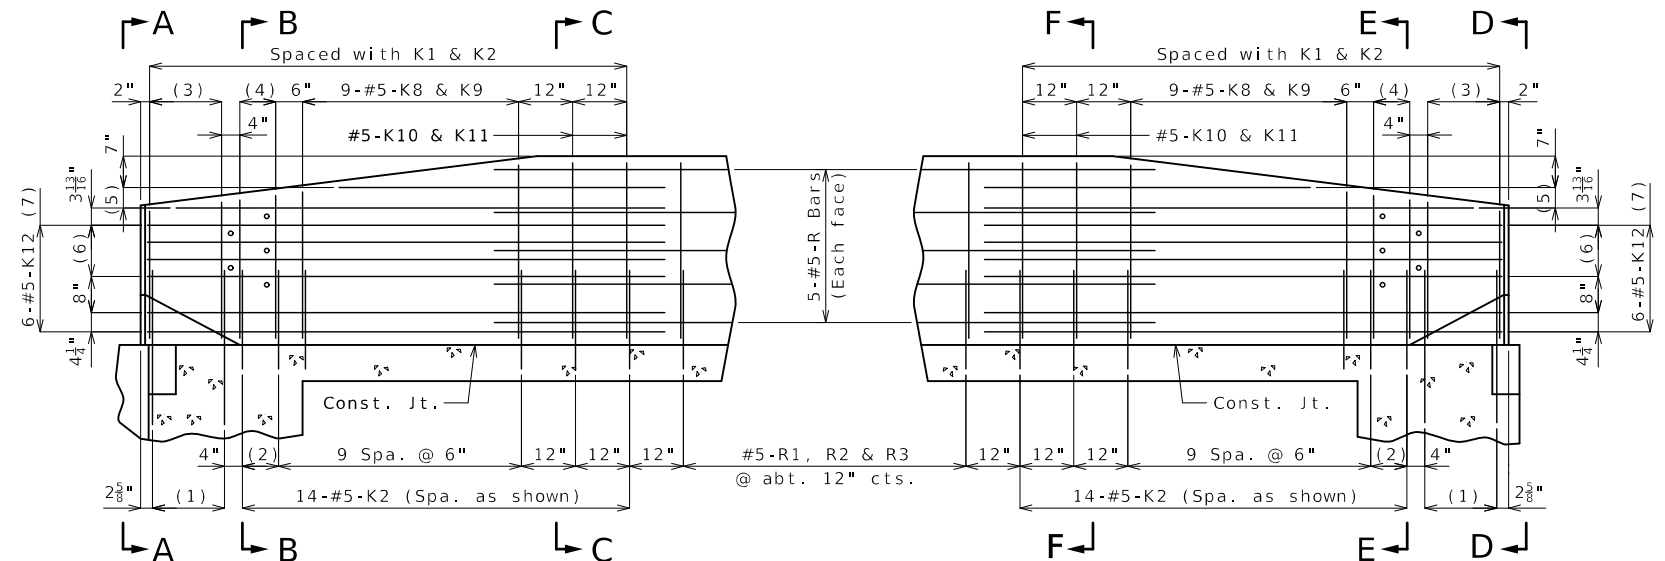 A B C F E D
Spaced with K1 & K2 Spaced with K1 & K2
2" (3) (4) 6" 9-#5-K8 & K9 12" 12" 12" 12" 9-#5-K8 & K9 6" (4) (3) 2"
4" #5-K10 & K11 #5-K10 & K11 4"
7" 7"
3 13/16" (5) (5) 3 13/16"
6-#5-K12 (7) (6) 5-#5-R Bars (6) 6-#5-K12 (7)
(Each face)
8" 8"
4 1/4" 4 1/4"
Const. Jt. Const. Jt.
4" (2) 9 Spa. @ 6" 12" 12" 12" #5-R1, R2 & R3 12" 12" 12" 9 Spa. @ 6" (2) 4"
@ abt. 12" cts.
2 5/8" (1) 14-#5-K2 (Spa. as shown) 14-#5-K2 (Spa. as shown) (1) 2 5/8"
A B C F E D